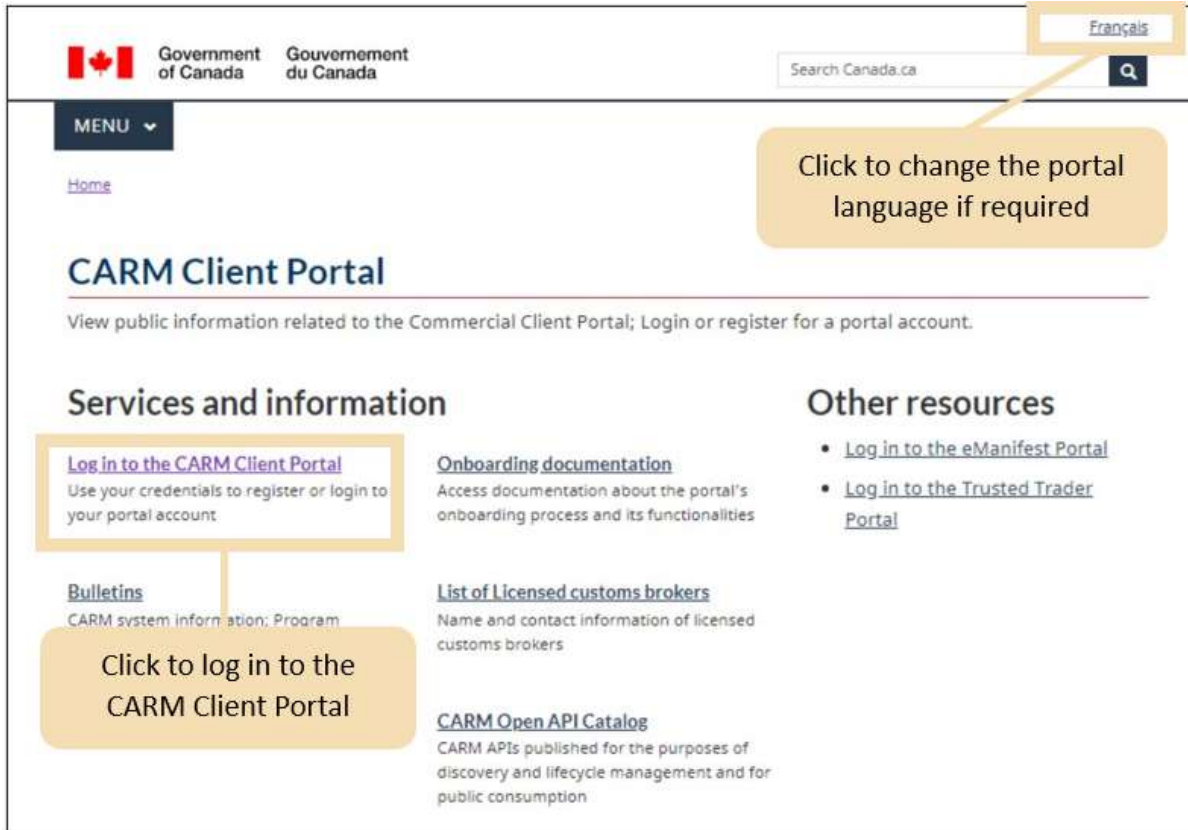 Français
Government of Canada
Gouvernement du Canada
Search Canada.ca
MENU
Home
Click to change the portal
language if required
CARM Client Portal
View public information related to the Commercial Client Portal; Login or register for a portal account.
Services and information
Log in to the CARM Client Portal
Use your credentials to register or login to
your portal account
Onboarding documentation
Access documentation about the portal's
onboarding process and its functionalities
Bulletins
CARM system information; Program
Click to log in to the
CARM Client Portal
List of Licensed customs brokers
Name and contact information of licensed
customs brokers
CARM Open API Catalog
CARM APIs published for the purposes of
discovery and lifecycle management and for
public consumption
Other resources
Log in to the eManifest Portal
Log in to the Trusted Trader
Portal